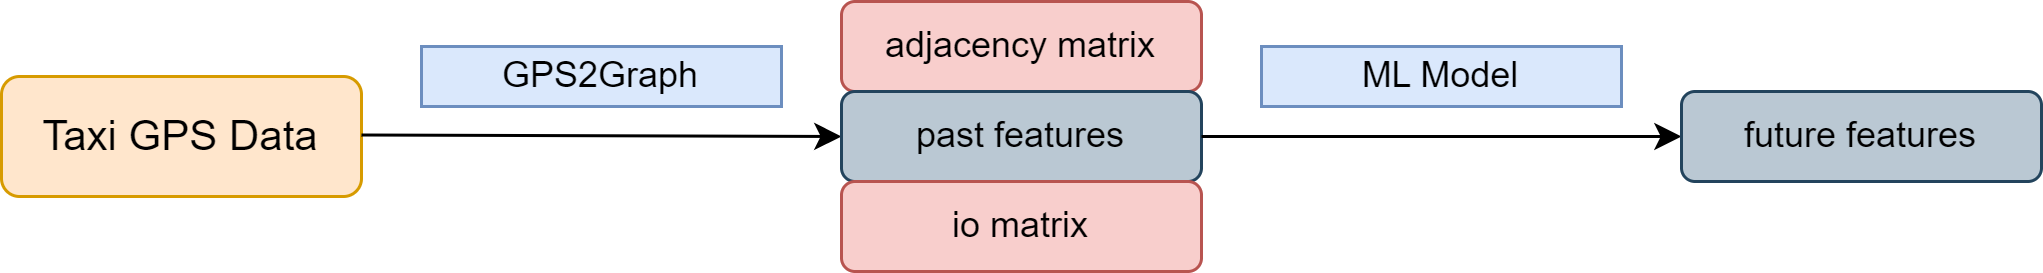 Taxi GPS Data
GPS2Graph
adjacency matrix
past features
io matrix
ML Model
future features